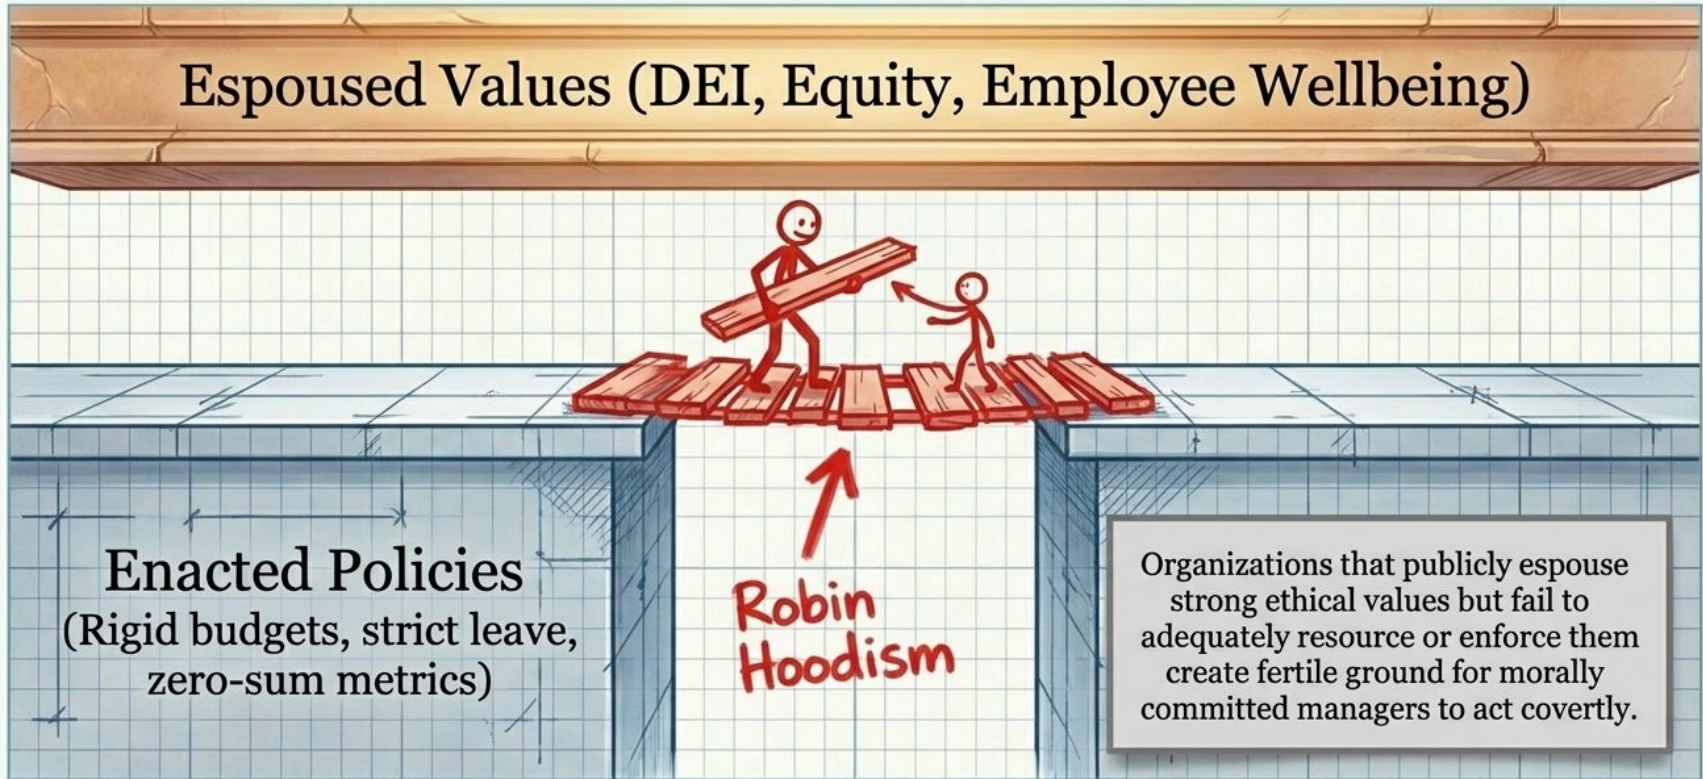 Espoused Values (DEI, Equity, Employee Wellbeing)
Enacted Policies
(Rigid budgets, strict leave,
zero-sum metrics)
Robin
Hoodism
Organizations that publicly espouse
strong ethical values but fail to
adequately resource or enforce them
create fertile ground for morally
committed managers to act covertly.